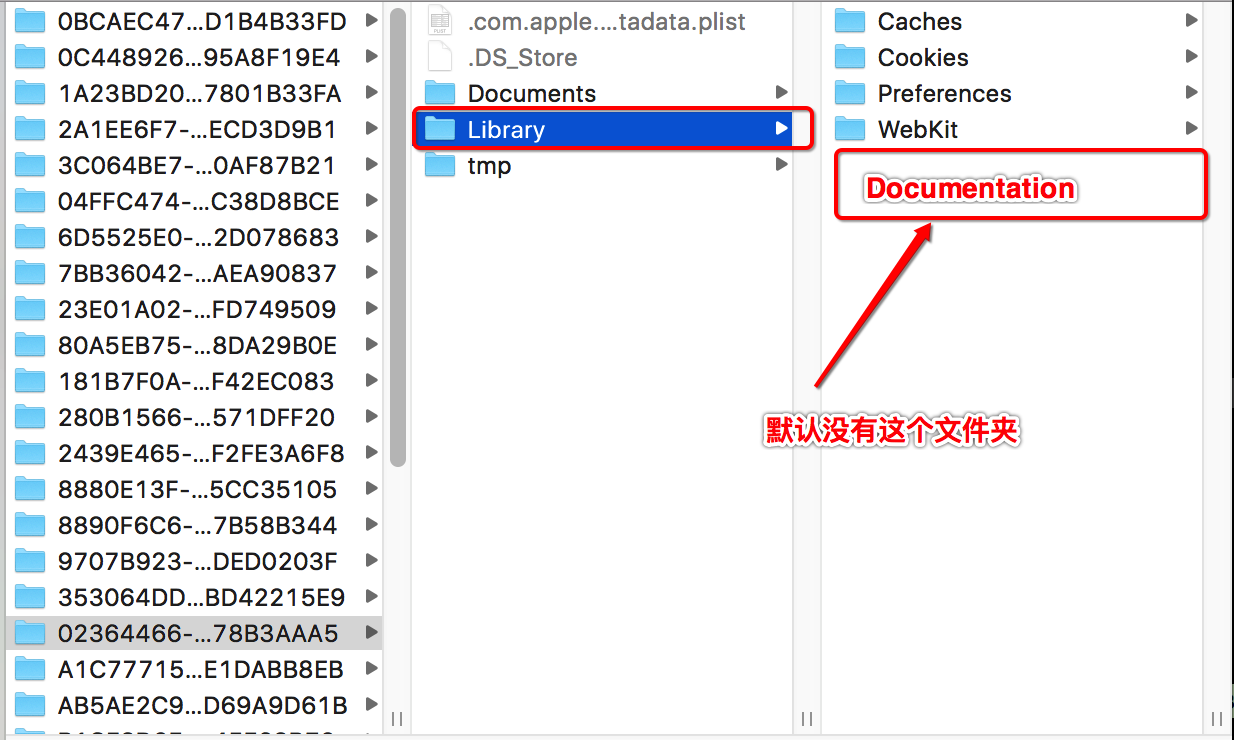 0BCAEC47...D1B4B33FD
0C448926...95A8F19E4
1A23BD20...7801B33FA
2A1EE6F7-...ECD3D9B1
3C064BE7-...0AF87B21
04FFC474-...C38D8BCE
6D5525E0-...2D078683
7BB36042-...AEA90837
23E01A02-...FD749509
80A5EB75-...8DA29B0E
181B7F0A-...F42EC083
280B1566-...571DFF20
2439E465-...F2FE3A6F8
8880E13F-...5CC35105
8890F6C6-...7B58B344
9707B923-...DED0203F
353064DD...BD42215E9
02364466-...78B3AAA5
A1C77715...E1DABB8EB
AB5AE2C9...D69A9D61B
.com.apple....tadata.plist
.DS_Store
Documents
Library
tmp
Caches
Cookies
Preferences
WebKit
Documentation
默认没有这个文件夹